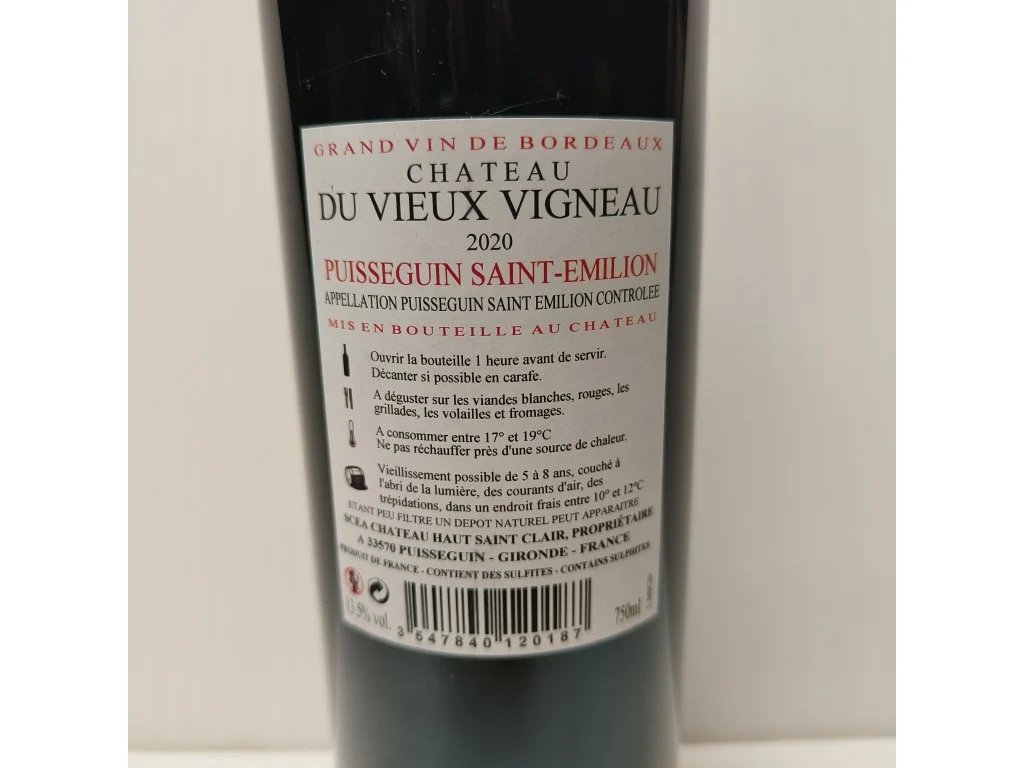 GRAND VIN DE BORDEAUX
CHATEAU
DU VIEUX VIGNEAU
2020
PUISSEGUIN SAINT-EMILION
APPELLATION PUISSEGUIN SAINT EMILION CONTROLEE
MIS EN BOUTEILLE AU CHATEAU
Ouvrir la bouteille 1 heure avant de servir.
Décanter si possible en carafe.
A déguster sur les viandes blanches, rouges, les
grillades, les volailles et fromages.
A consommer entre 17° et 19°C
Ne pas réchauffer près d'une source de chaleur.
Vieillissement possible de 5 à 8 ans, couché à
l'abri de la lumière, des courants d'air, des
trépidations, dans un endroit frais entre 10° et 12°C
ETANT PEU FILTRE UN DEPOT NATUREL PEUT APPARAITRE
SCEA CHATEAU HAUT SAINT CLAIR, PROPRIÉTAIRE
A 33570 PUISSEGUIN - GIRONDE - FRANCE
PRODUIT DE FRANCE - CONTIENT DES SULFITES - CONTAINS SULPHITES
13.5% vol.
750ml
3 547840 120187